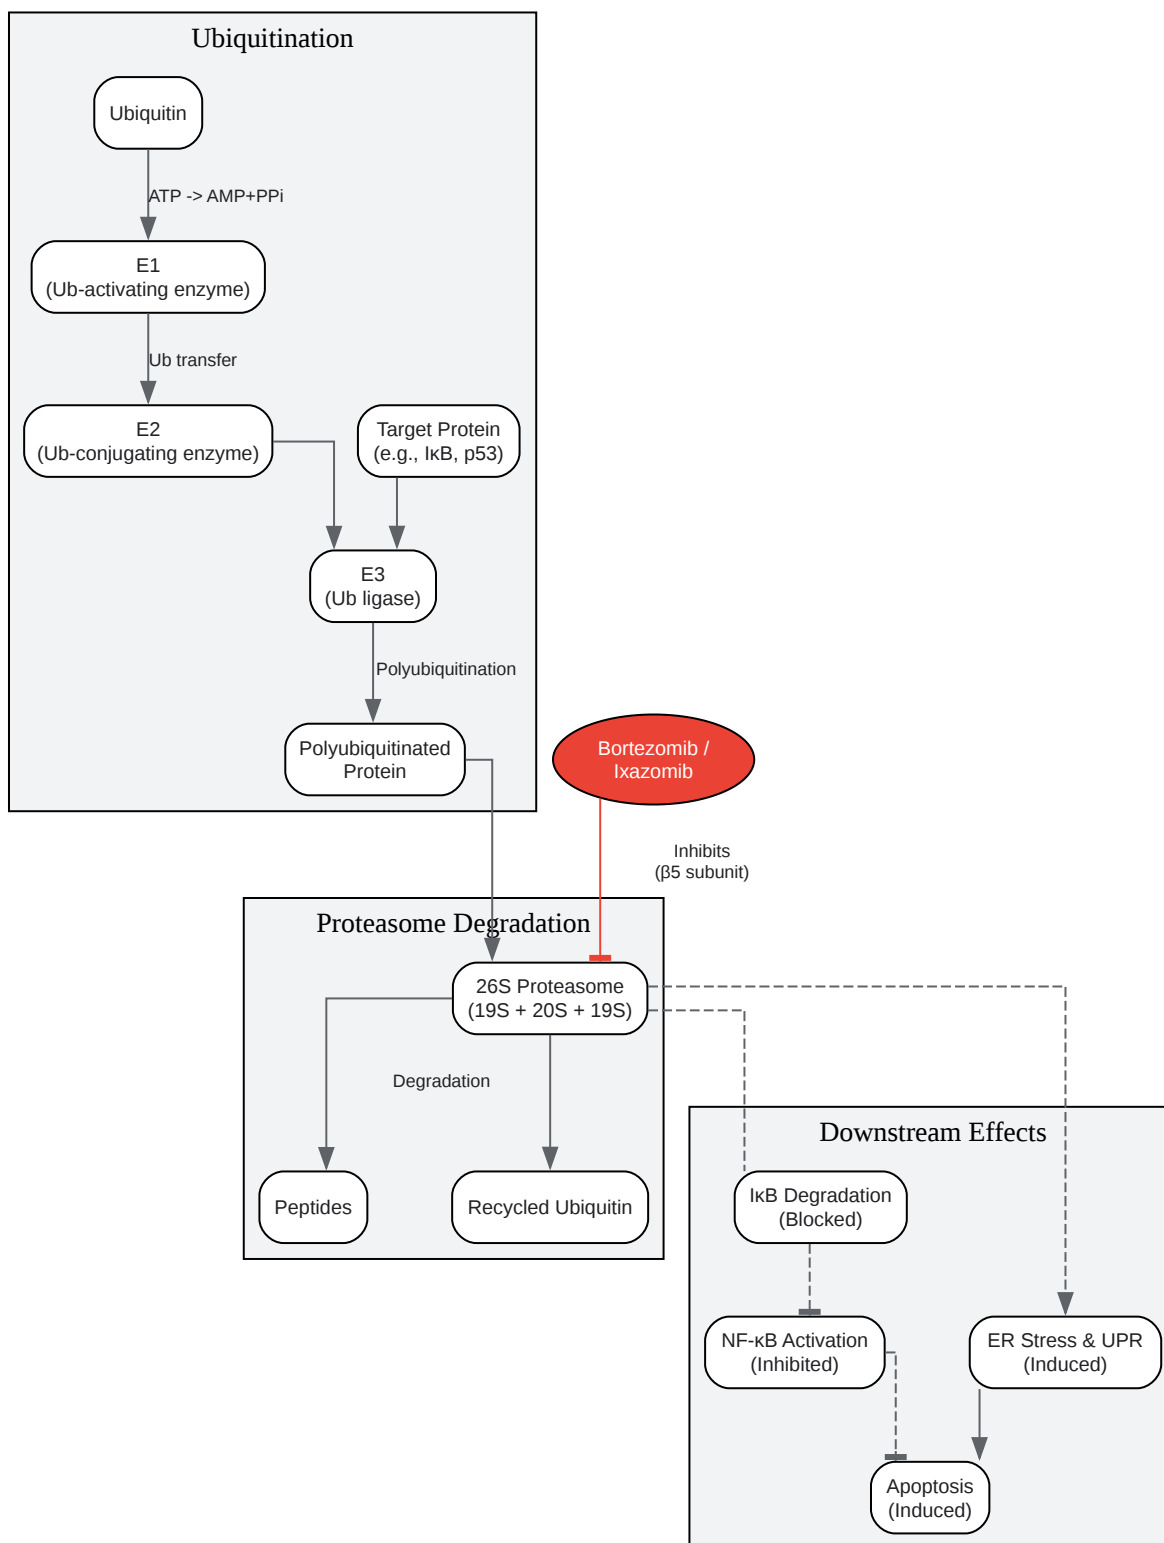 Ubiquitination
Ubiquitin
ATP -> AMP+PPi
E1
(Ub-activating enzyme)
Ub transfer
E2
(Ub-conjugating enzyme)
Target Protein
(e.g., IκB, p53)
E3
(Ub ligase)
Polyubiquitination
Polyubiquitinated
Protein
Bortezomib /
Ixazomib
Inhibits
(β5 subunit)
Proteasome Degradation
26S Proteasome
(19S + 20S + 19S)
Degradation
Peptides
Recycled Ubiquitin
Downstream Effects
IκB Degradation
(Blocked)
NF-κB Activation
(Inhibited)
ER Stress & UPR
(Induced)
Apoptosis
(Induced)